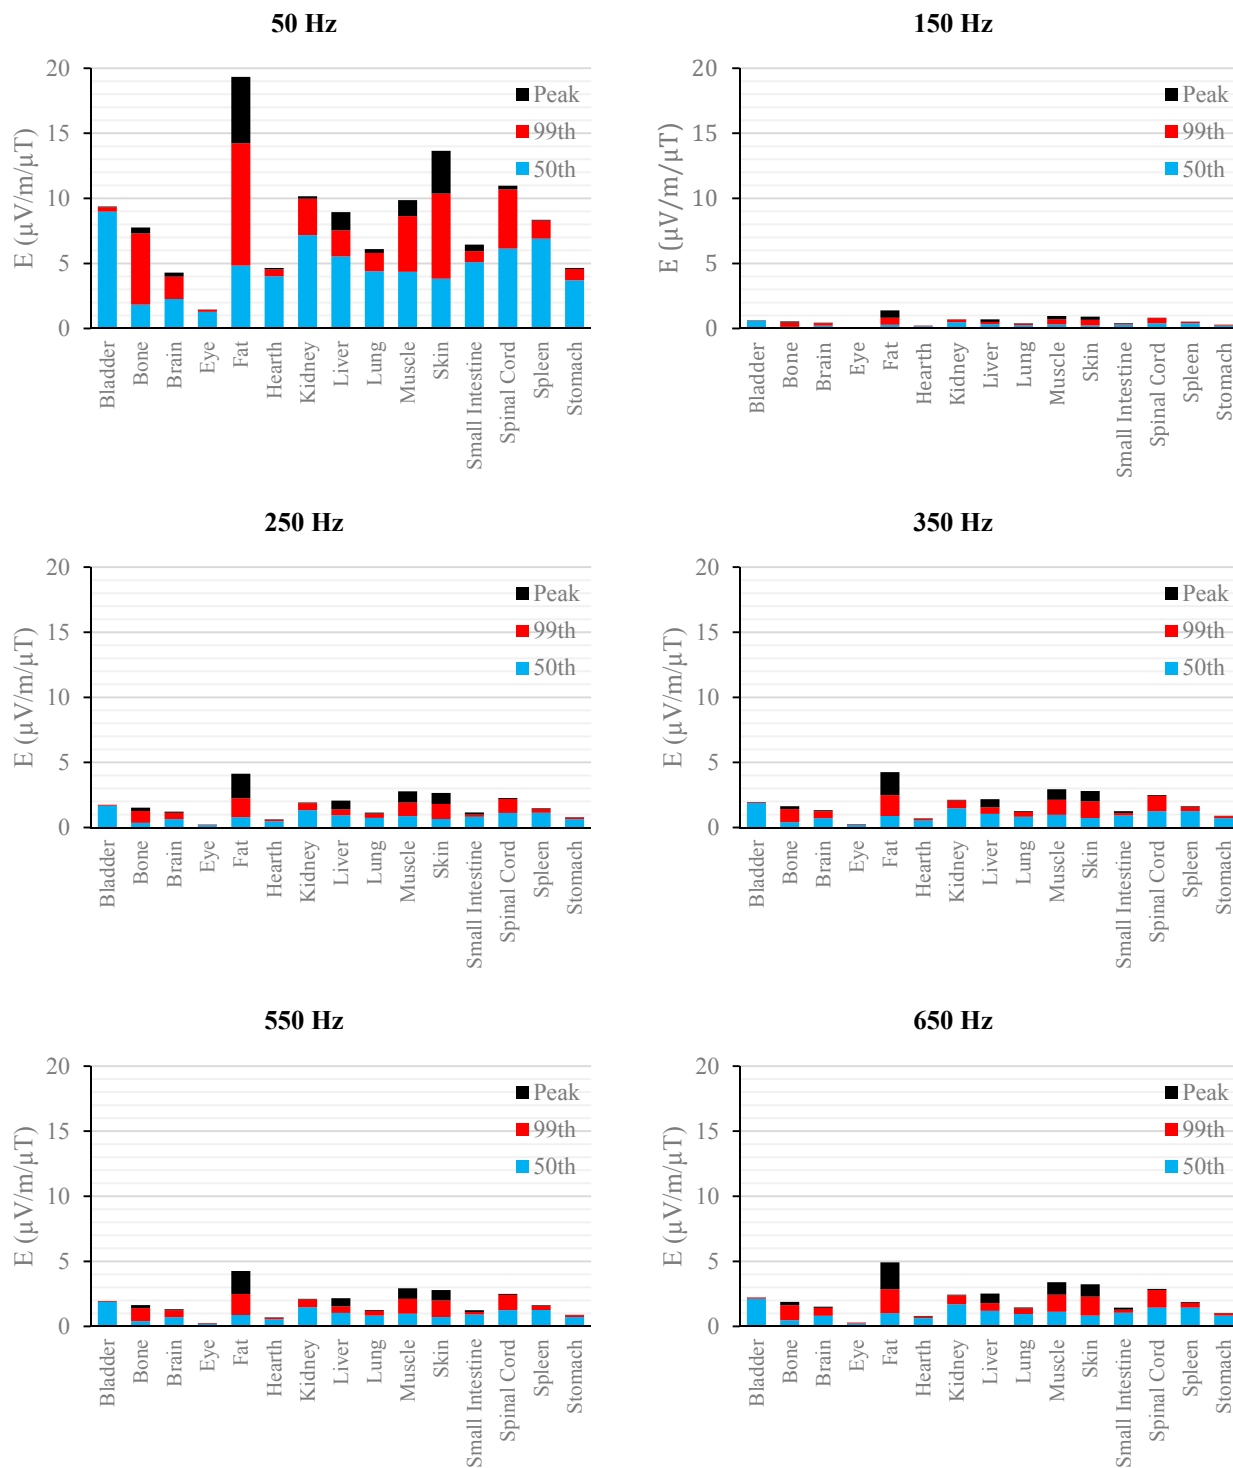 50 Hz
E (µV/m/µT)
20
15
10
5
0
Peak
99th
50th
Bladder
Bone
Brain
Eye
Fat
Hearth
Kidney
Liver
Lung
Muscle
Skin
Small Intestine
Spinal Cord
Spleen
Stomach
150 Hz
E (µV/m/µT)
20
15
10
5
0
Peak
99th
50th
Bladder
Bone
Brain
Eye
Fat
Hearth
Kidney
Liver
Lung
Muscle
Skin
Small Intestine
Spinal Cord
Spleen
Stomach
250 Hz
E (µV/m/µT)
20
15
10
5
0
Peak
99th
50th
Bladder
Bone
Brain
Eye
Fat
Hearth
Kidney
Liver
Lung
Muscle
Skin
Small Intestine
Spinal Cord
Spleen
Stomach
350 Hz
E (µV/m/µT)
20
15
10
5
0
Peak
99th
50th
Bladder
Bone
Brain
Eye
Fat
Hearth
Kidney
Liver
Lung
Muscle
Skin
Small Intestine
Spinal Cord
Spleen
Stomach
550 Hz
E (µV/m/µT)
20
15
10
5
0
Peak
99th
50th
Bladder
Bone
Brain
Eye
Fat
Hearth
Kidney
Liver
Lung
Muscle
Skin
Small Intestine
Spinal Cord
Spleen
Stomach
650 Hz
E (µV/m/µT)
20
15
10
5
0
Peak
99th
50th
Bladder
Bone
Brain
Eye
Fat
Hearth
Kidney
Liver
Lung
Muscle
Skin
Small Intestine
Spinal Cord
Spleen
Stomach